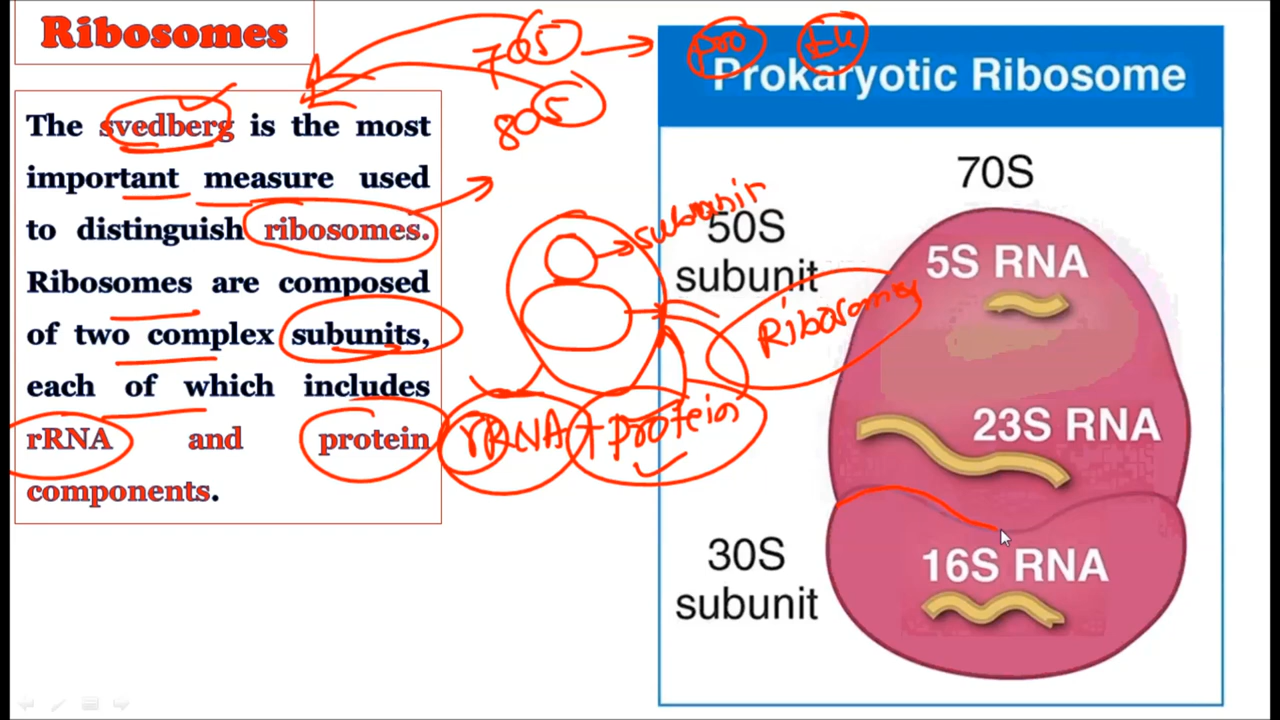 Ribosomes
The svedberg is the most
important measure used
to distinguish ribosomes.
Ribosomes are composed
of two complex subunits,
each of which includes
rRNA and protein
components.
70S
80S
pro EU
subunit
Ribosomes
rRNA + proteins
Prokaryotic Ribosome
70S
50S
subunit
5S RNA
23S RNA
30S
subunit
16S RNA